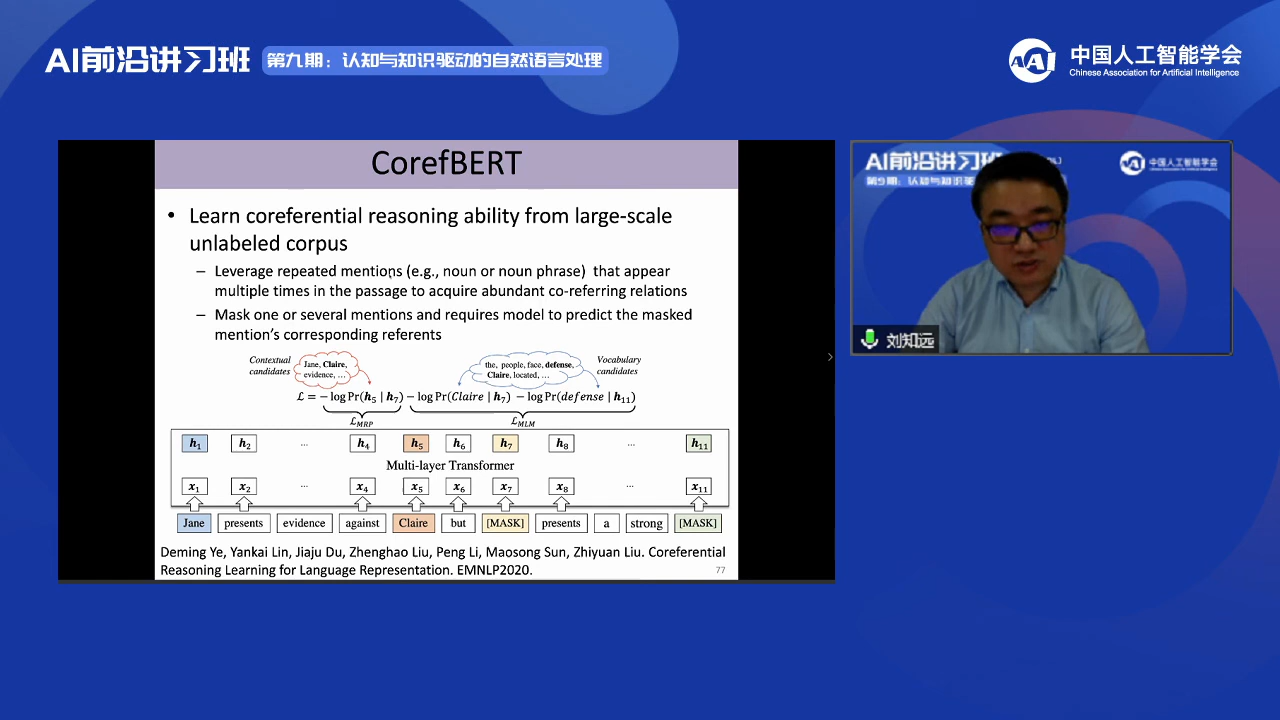 AI前沿讲习班
第九期：认知与知识驱动的自然语言处理
中国人工智能学会
Chinese Association for Artificial Intelligence
CorefBERT
• Learn coreferential reasoning ability from large-scale
unlabeled corpus
– Leverage repeated mentions (e.g., noun or noun phrase) that appear
multiple times in the passage to acquire abundant co-referring relations
– Mask one or several mentions and requires model to predict the masked
mention's corresponding referents
Contextual
candidates
Jane, Claire,
evidence, …
the, people, face, defense,
Claire, located, …
Vocabulary
candidates
ℒ = − log Pr(h₅ | h₇) − log Pr(Claire | h₇) − log Pr(defense | h₁₁)
ℒMRP
ℒMLM
h₁ h₂ … h₄ h₅ h₆ h₇ h₈ … h₁₁
Multi-layer Transformer
x₁ x₂ … x₄ x₅ x₆ x₇ x₈ … x₁₁
Jane presents evidence against Claire but [MASK] presents a strong [MASK]
Deming Ye, Yankai Lin, Jiaju Du, Zhenghao Liu, Peng Li, Maosong Sun, Zhiyuan Liu. Coreferential
Reasoning Learning for Language Representation. EMNLP2020.
77
AI前沿讲习班
中国人工智能学会
刘知远